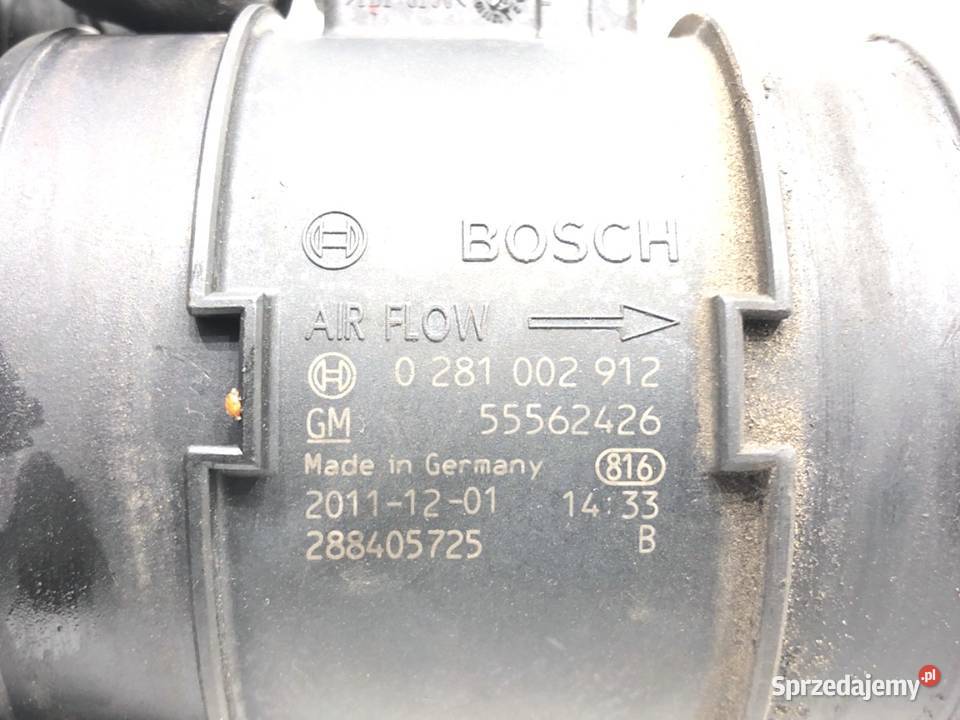 BOSCH
AIR FLOW
0 281 002 912
GM 55562426
Made in Germany 816
2011-12-01 14:33
288405725 B
Sprzedajemy.pl